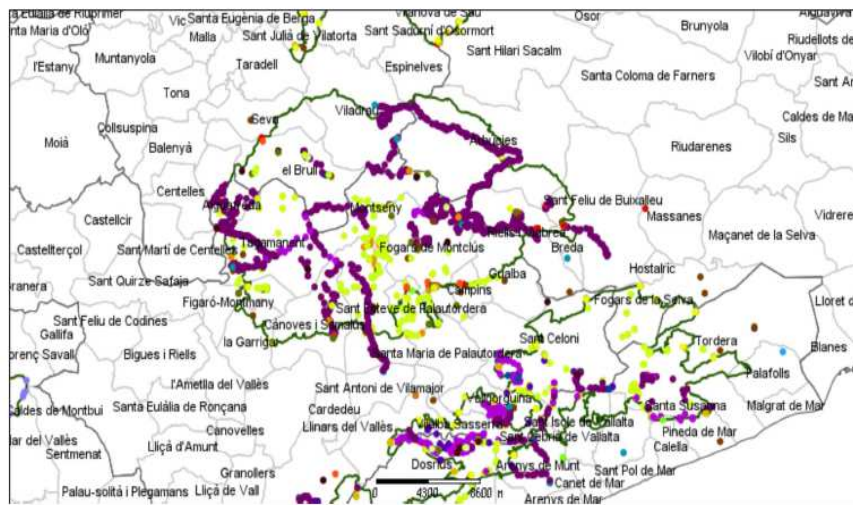 Santa Eugenia de Berga
Vilanova de Sau
Osor
Brunyola
Aiguaviva
Vic
Santa Maria d'Oló
Malla
Sant Julià de Vilatorta
Sant Sadurní d'Osormort
Riudellots de
Muntanyola
Sant Hilari Sacalm
Vilobí d'Onyar
l'Estany
Taradell
Espinelves
Santa Coloma de Farners
Sant
Tona
Viladrau
Caldes de Ma
Collsuspina
Seva
Sils
Moià
Balenyà
Arbúcies
Riudarenes
el Brull
Centelles
Sant Feliu de Buixalleu
Aiguafreda
Montseny
Massanes
Vidrere
Castellcir
Maçanet de la Selva
Castellterçol
Sant Martí de Centelles
Tagamanent
Fogars de Montclús
Breda
Hostalric
Granera
Sant Quirze Safaja
Gualba
Figaró-Montmany
Campins
Fogars de la Selva
Lloret d
Sant Feliu de Codines
Sant Esteve de Palautordera
Gallifa
Cànoves i Samalús
Sant Celoni
Tordera
Blanes
la Garriga
Bigues i Riells
Santa Maria de Palautordera
Palafolls
l'Ametlla del Vallès
Sant Antoni de Vilamajor
Caldes de Montbui
Santa Eulàlia de Ronçana
Cardedeu
Vallgorguina
Santa Susanna
Malgrat de Mar
Canovelles
Llinars del Vallès
Vilalba Sasserra
Sant Iscle de Vallalta
Pineda de Mar
Lliçà d'Amunt
Sant Cebrià de Vallalta
Calella
Sentmenat
Granollers
Dosrius
Arenys de Munt
Sant Pol de Mar
Palau-solità i Plegamans
Lliçà de Vall
0 4300 8600 M
Canet de Mar
Arenys de Mar